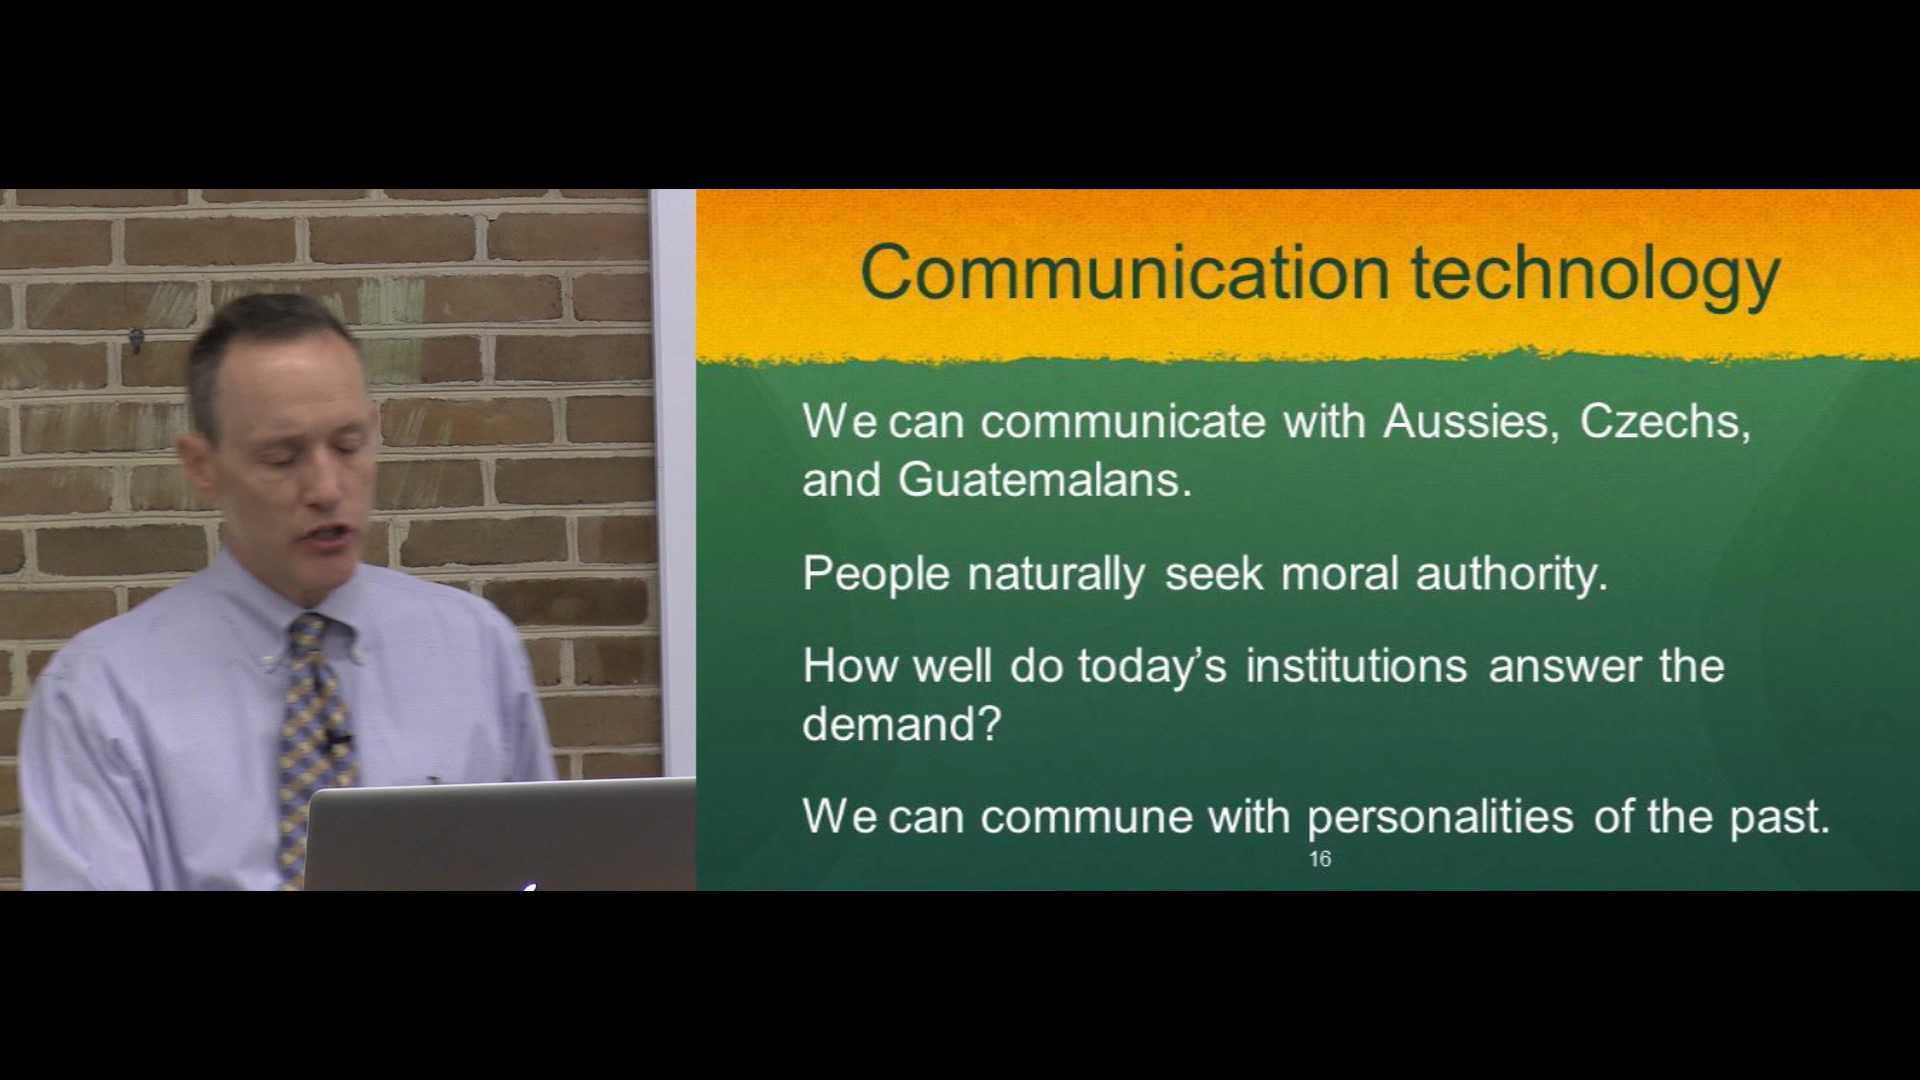 Communication technology
We can communicate with Aussies, Czechs,
and Guatemalans.
People naturally seek moral authority.
How well do today's institutions answer the
demand?
We can commune with personalities of the past.
16